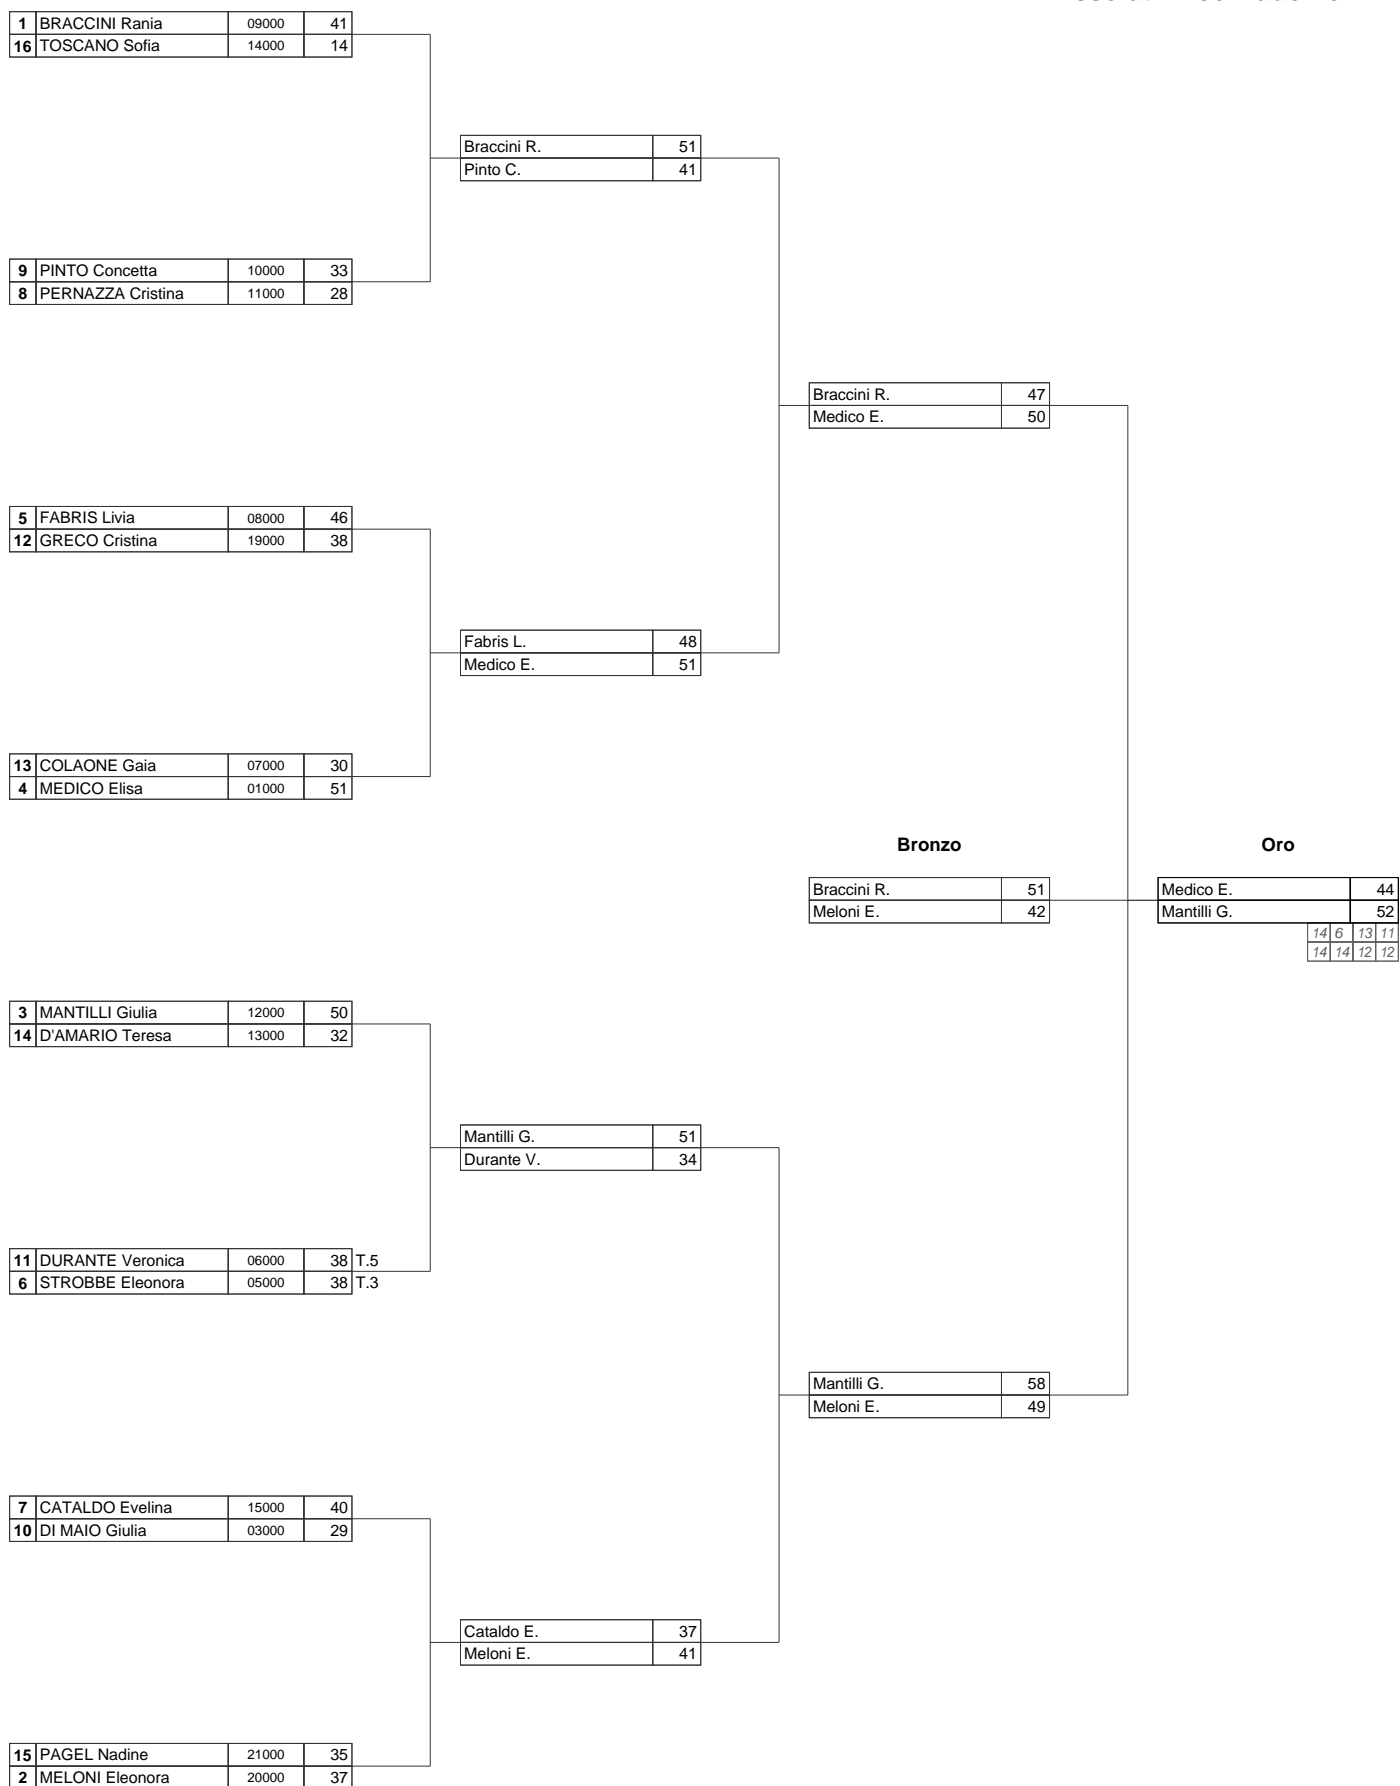 1 BRACCINI Rania 09000 41
16 TOSCANO Sofia 14000 14
Braccini R. 51
Pinto C. 41
9 PINTO Concetta 10000 33
8 PERNAZZA Cristina 11000 28
Braccini R. 47
Medico E. 50
5 FABRIS Livia 08000 46
12 GRECO Cristina 19000 38
Fabris L. 48
Medico E. 51
13 COLAONE Gaia 07000 30
4 MEDICO Elisa 01000 51
Bronzo Oro
Braccini R. 51 Medico E. 44
Meloni E. 42 Mantilli G. 52
14 6 13 11
14 14 12 12
3 MANTILLI Giulia 12000 50
14 D'AMARIO Teresa 13000 32
Mantilli G. 51
Durante V. 34
11 DURANTE Veronica 06000 38 T.5
6 STROBBE Eleonora 05000 38 T.3
Mantilli G. 58
Meloni E. 49
7 CATALDO Evelina 15000 40
10 DI MAIO Giulia 03000 29
Cataldo E. 37
Meloni E. 41
15 PAGEL Nadine 21000 35
2 MELONI Eleonora 20000 37